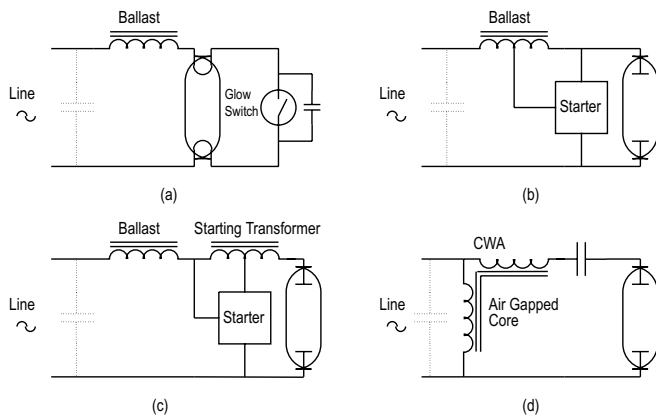 Ballast
Line
Glow
Switch
(a)
Ballast
Line
Starter
(b)
Ballast
Starting Transformer
Line
Starter
(c)
CWA
Line
Air Gapped
Core
(d)